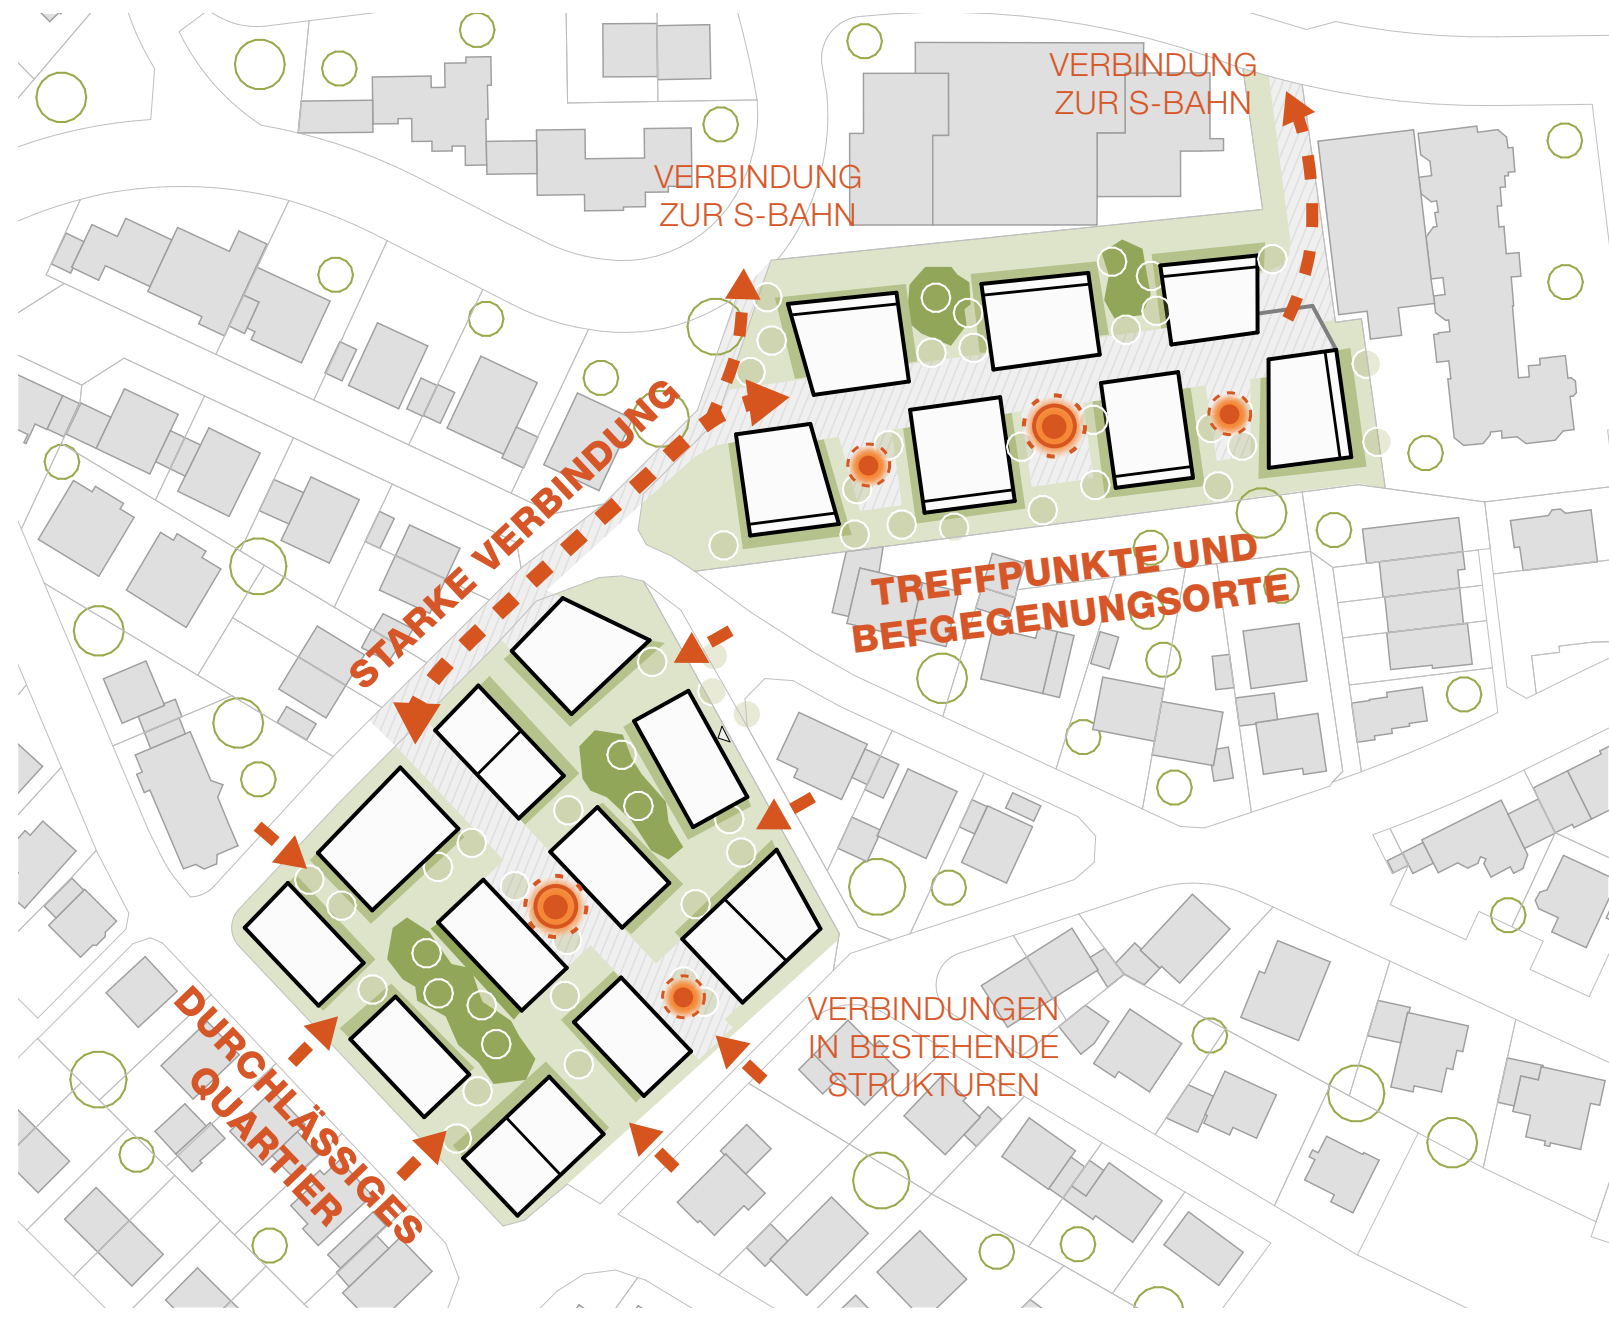 VERBINDUNG
ZUR S-BAHN
VERBINDUNG
ZUR S-BAHN
STARKE VERBINDUNG
TREFFPUNKTE UND
BEFGEGENUNGSORTE
VERBINDUNGEN
IN BESTEHENDE
STRUKTUREN
DURCHLÄSSIGES
QUARTIER